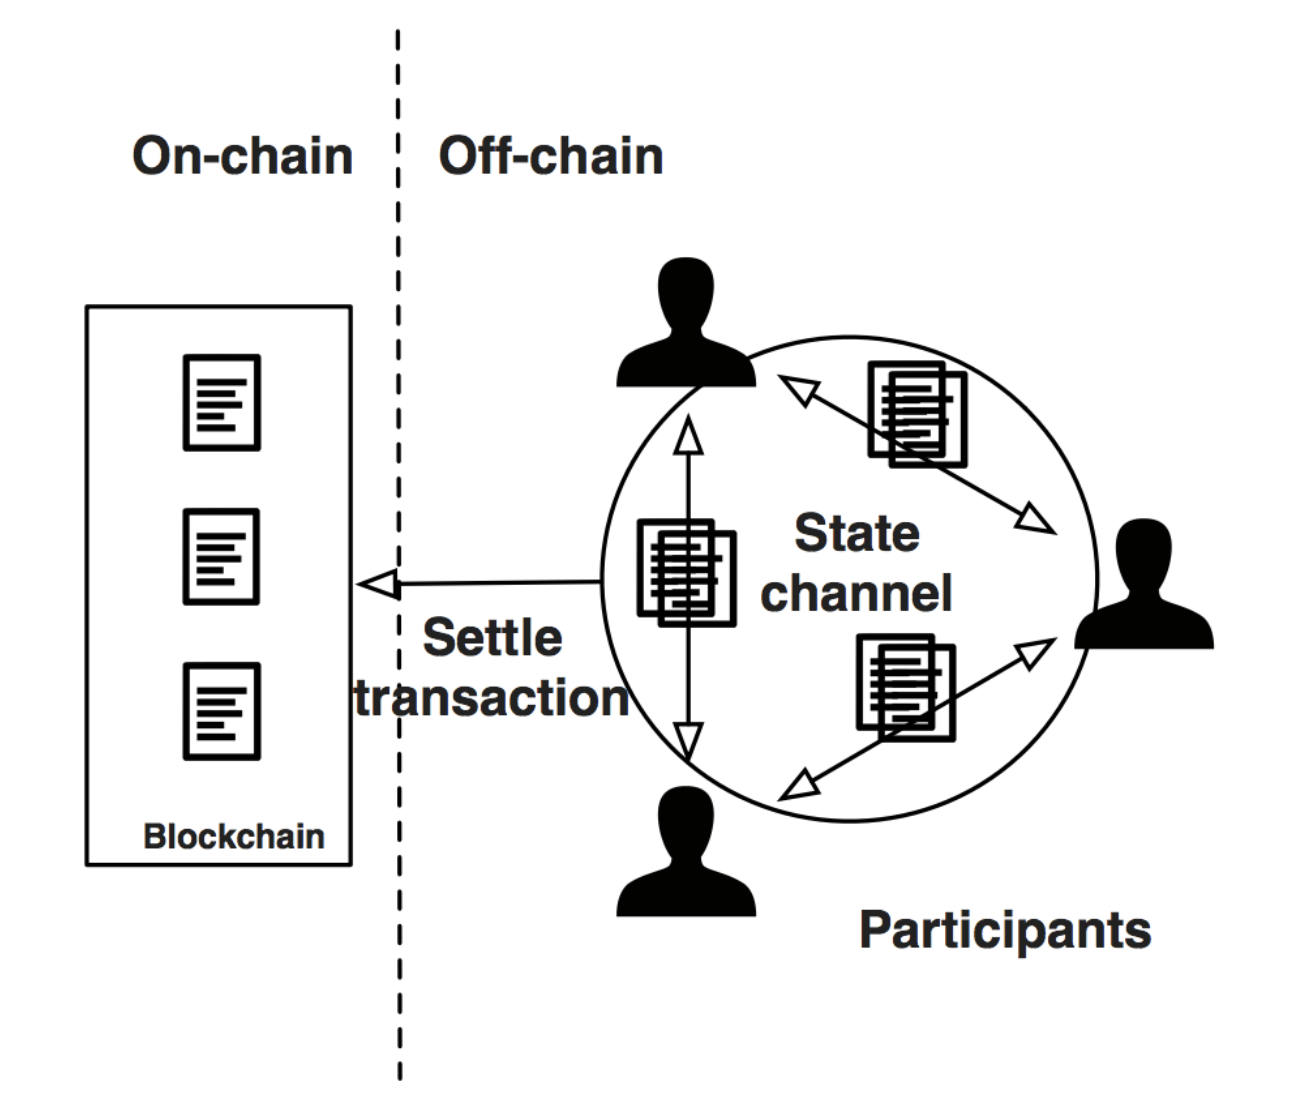 On-chain
Off-chain
State
channel
Settle
transaction
Blockchain
Participants